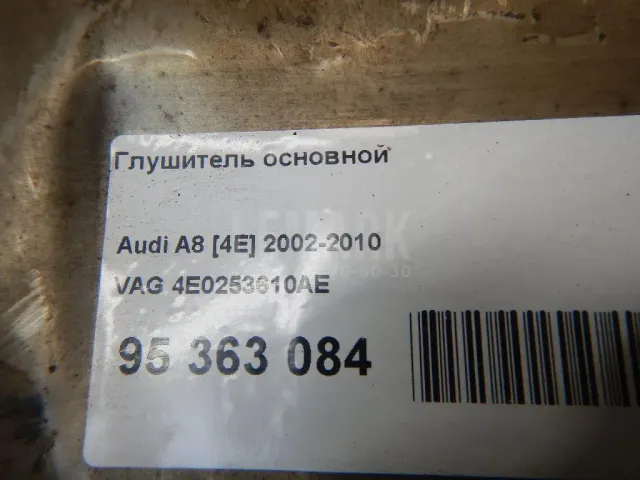 Глушитель основной
Audi A8 [4E] 2002-2010
VAG 4E0253610AE
95 363 084